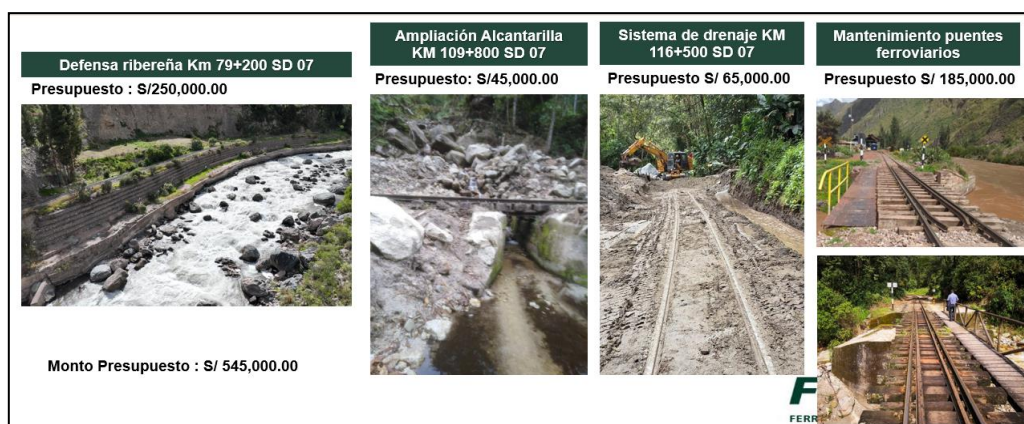 Defensa ribereña Km 79+200 SD 07
Presupuesto : S/250,000.00
Ampliación Alcantarilla
KM 109+800 SD 07
Presupuesto: S/45,000.00
Sistema de drenaje KM
116+500 SD 07
Presupuesto S/ 65,000.00
Mantenimiento puentes
ferroviarios
Presupuesto S/ 185,000.00
Monto Presupuesto : S/ 545,000.00